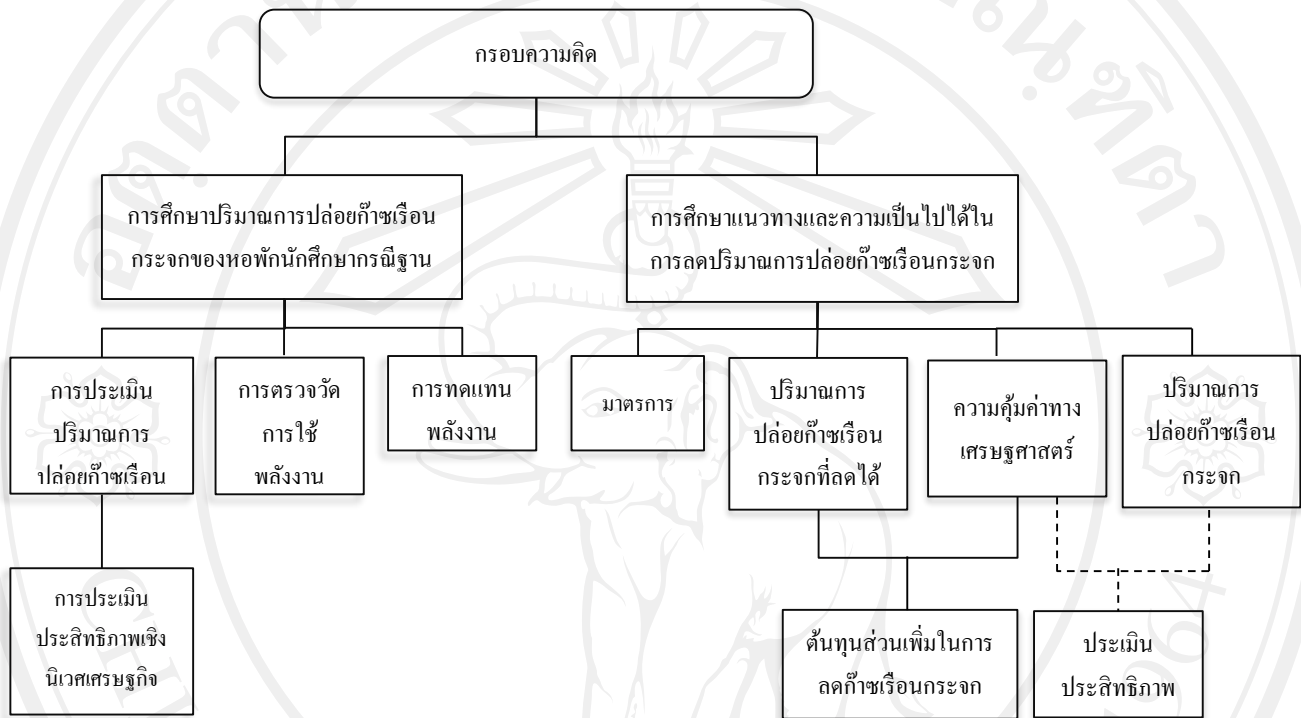 กรอบความคิด
การศึกษาปริมาณการปล่อยก๊าซเรือน
กระจกของหอพักนักศึกษากรณีฐาน
การศึกษาแนวทางและความเป็นไปได้ใน
การลดปริมาณการปล่อยก๊าซเรือนกระจก
การประเมิน
ปริมาณการ
ปล่อยก๊าซเรือน
การตรวจวัด
การใช้
พลังงาน
การทดแทน
พลังงาน
มาตรการ
ปริมาณการ
ปล่อยก๊าซเรือน
กระจกที่ลดได้
ความคุ้มค่าทาง
เศรษฐศาสตร์
ปริมาณการ
ปล่อยก๊าซเรือน
กระจก
การประเมิน
ประสิทธิภาพเชิง
นิเวศเศรษฐกิจ
ต้นทุนส่วนเพิ่มในการ
ลดก๊าซเรือนกระจก
ประเมิน
ประสิทธิภาพ